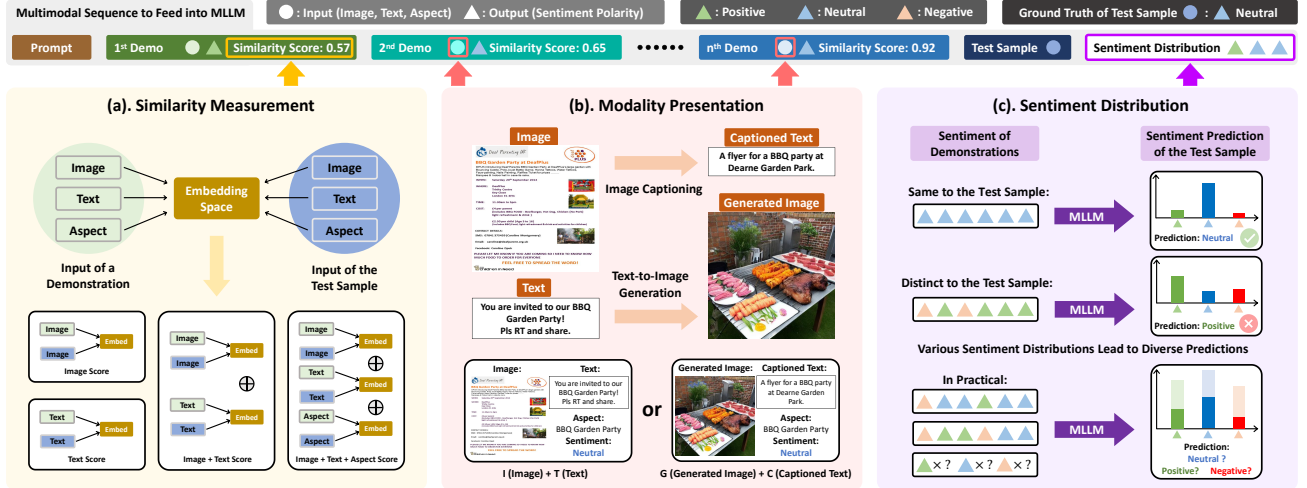 Multimodal Sequence to Feed into MLLM
: Input (Image, Text, Aspect) : Output (Sentiment Polarity)
: Positive : Neutral : Negative
Ground Truth of Test Sample : Neutral
Prompt
1st Demo Similarity Score: 0.57
2nd Demo Similarity Score: 0.65
......
nth Demo Similarity Score: 0.92
Test Sample
Sentiment Distribution
(a). Similarity Measurement
Image
Text
Aspect
Embedding
Space
Image
Text
Aspect
Input of a
Demonstration
Input of the
Test Sample
Image
Image
Embed
Image Score
Text
Text
Embed
Text Score
Image
Image
Embed
Text
Text
Embed
Image + Text Score
Image
Image
Embed
Text
Text
Embed
Aspect
Aspect
Embed
Image + Text + Aspect Score
(b). Modality Presentation
Image
BBQ Garden Party at DeafPlus
FEEL FREE TO SPREAD THE WORD!
Image Captioning
Captioned Text
A flyer for a BBQ party at
Dearne Garden Park.
Generated Image
Text
You are invited to our BBQ
Garden Party!
Pls RT and share.
Text-to-Image
Generation
Image:
Text:
You are invited to our
BBQ Garden Party!
Pls RT and share.
Aspect:
BBQ Garden Party
Sentiment:
Neutral
I (Image) + T (Text)
or
Generated Image:
Captioned Text:
A flyer for a BBQ party
at Dearne Garden
Park.
Aspect:
BBQ Garden Party
Sentiment:
Neutral
G (Generated Image) + C (Captioned Text)
(c). Sentiment Distribution
Sentiment of
Demonstrations
Sentiment Prediction
of the Test Sample
Same to the Test Sample:
MLLM
Prediction: Neutral
Distinct to the Test Sample:
MLLM
Prediction: Positive
Various Sentiment Distributions Lead to Diverse Predictions
In Practical:
× ? × ? × ?
MLLM
Prediction:
Neutral ?
Positive? Negative?